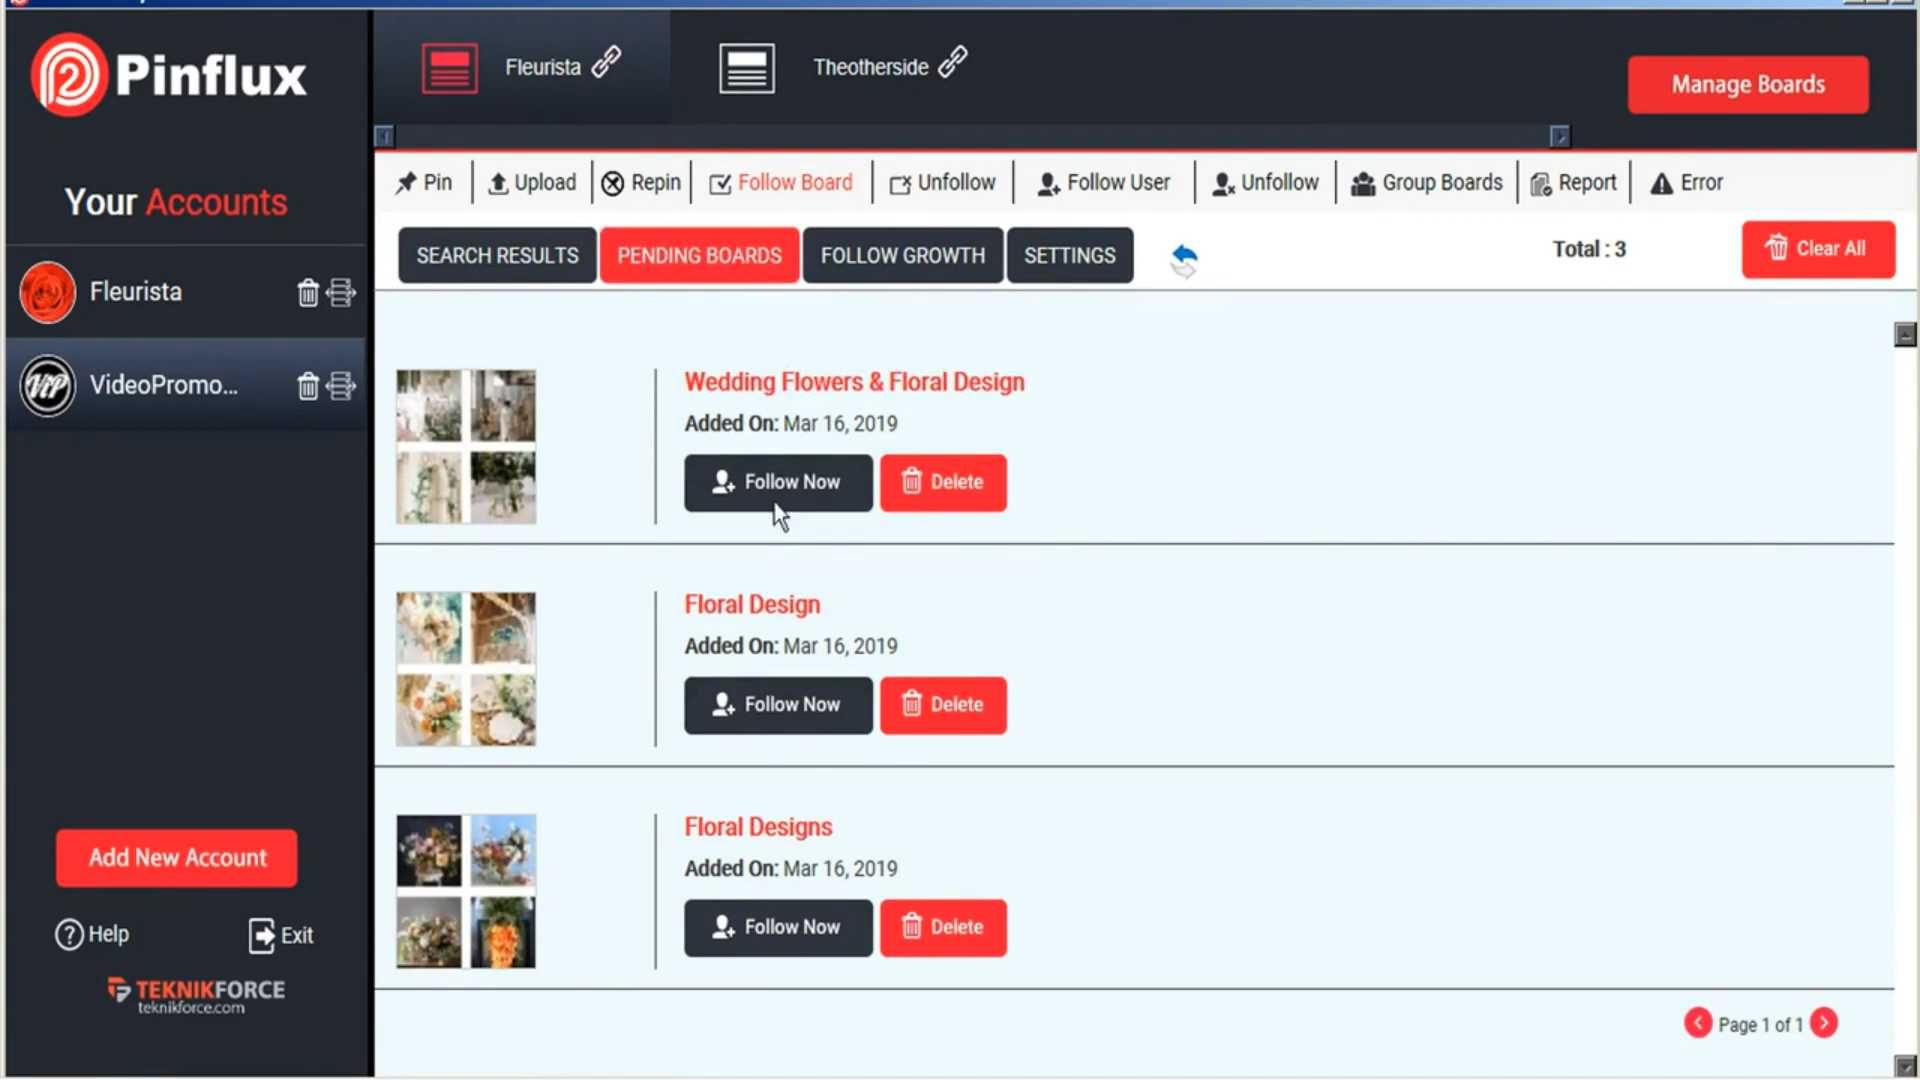 Pinflux
Your Accounts
Fleurista
VideoPromo...
Add New Account
Help
Exit
TEKNIKFORCE
teknikforce.com
Fleurista
Theotherside
Manage Boards
Pin
Upload
Repin
Follow Board
Unfollow
Follow User
Unfollow
Group Boards
Report
Error
SEARCH RESULTS
PENDING BOARDS
FOLLOW GROWTH
SETTINGS
Total : 3
Clear All
Wedding Flowers & Floral Design
Added On: Mar 16, 2019
Follow Now
Delete
Floral Design
Added On: Mar 16, 2019
Follow Now
Delete
Floral Designs
Added On: Mar 16, 2019
Follow Now
Delete
Page 1 of 1